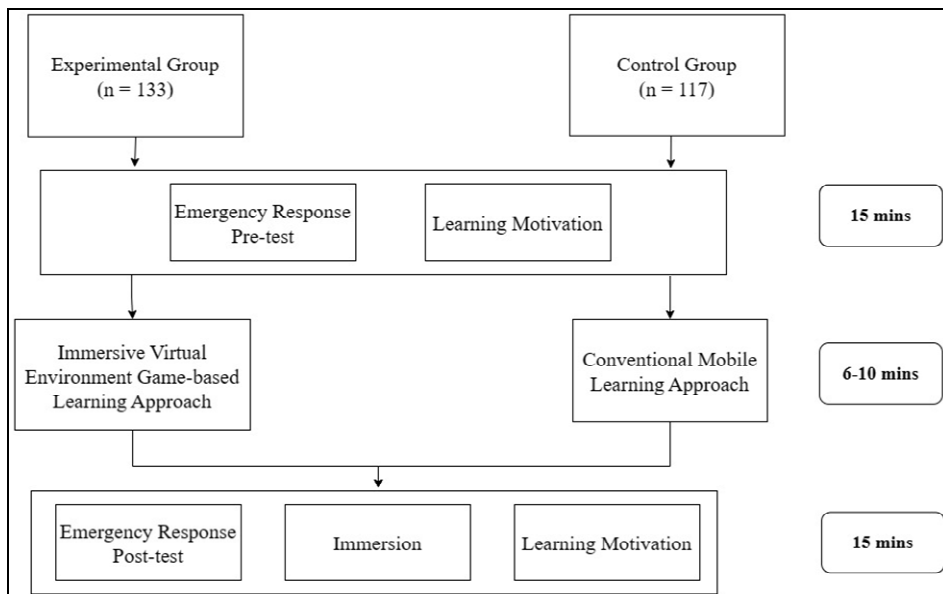 Experimental Group
(n = 133)
Control Group
(n = 117)
Emergency Response
Pre-test
Learning Motivation
15 mins
Immersive Virtual
Environment Game-based
Learning Approach
Conventional Mobile
Learning Approach
6-10 mins
Emergency Response
Post-test
Immersion
Learning Motivation
15 mins